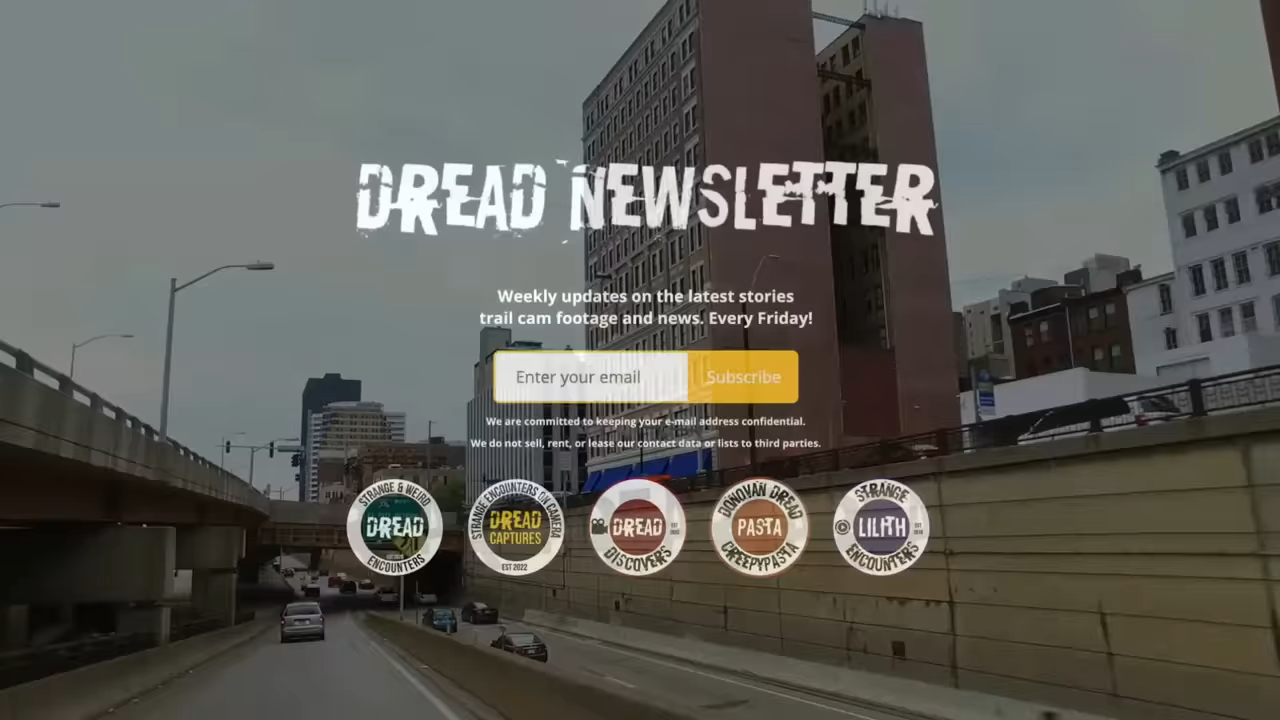 DREAD NEWSLETTER
Weekly updates on the latest stories
trail cam footage and news. Every Friday!
Enter your email
Subscribe
We are committed to keeping your e-mail address confidential.
We do not sell, rent, or lease our contact data or lists to third parties.
STRANGE & WEIRD
DREAD
ENCOUNTERS
STRANGE ENCOUNTERS ON CAMERA
DREAD
CAPTURES
EST 2022
DREAD
DISCOVERS
DONOVAN DREAD
PASTA
CREEPYPASTA
STRANGE
LILITH
ENCOUNTERS